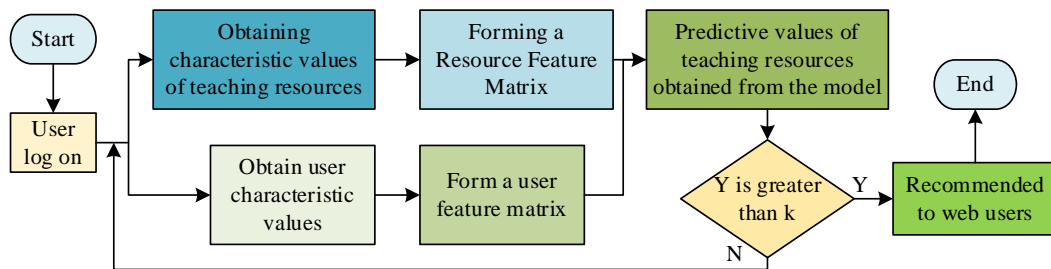 Start
User
log on
Obtaining
characteristic values
of teaching resources
Forming a
Resource Feature
Matrix
Predictive values of
teaching resources
obtained from the model
Obtain user
characteristic
values
Form a user
feature matrix
Y is greater
than k
Y
N
Recommended
to web users
End